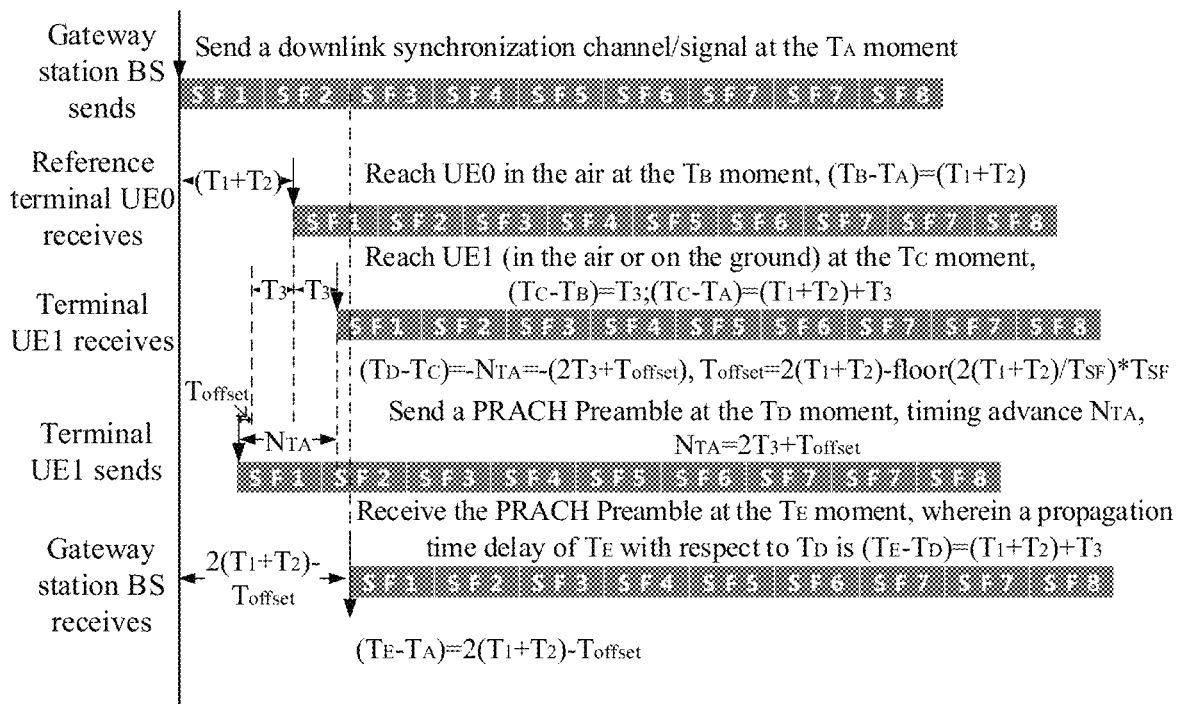 Gateway
station BS
sends
Send a downlink synchronization channel/signal at the TA moment
SF1 SF2 SF3 SF4 SF5 SF6 SF7 SF7 SF8
Reference
terminal UE0
receives
(T1+T2)
Reach UE0 in the air at the TB moment, (TB-TA)=(T1+T2)
SF1 SF2 SF3 SF4 SF5 SF6 SF7 SF7 SF8
Reach UE1 (in the air or on the ground) at the TC moment,
(TC-TB)=T3;(TC-TA)=(T1+T2)+T3
T3 T3
Terminal
UE1 receives
SF1 SF2 SF3 SF4 SF5 SF6 SF7 SF7 SF8
(TD-TC)=-NTA=-(2T3+Toffset), Toffset=2(T1+T2)-floor(2(T1+T2)/TSF)*TSF
Toffset
Send a PRACH Preamble at the TD moment, timing advance NTA,
NTA=2T3+Toffset
NTA
Terminal
UE1 sends
SF1 SF2 SF3 SF4 SF5 SF6 SF7 SF7 SF8
Receive the PRACH Preamble at the TE moment, wherein a propagation
time delay of TE with respect to TD is (TE-TD)=(T1+T2)+T3
Gateway
station BS
receives
2(T1+T2)-
Toffset
SF1 SF2 SF3 SF4 SF5 SF6 SF7 SF7 SF8
(TE-TA)=2(T1+T2)-Toffset